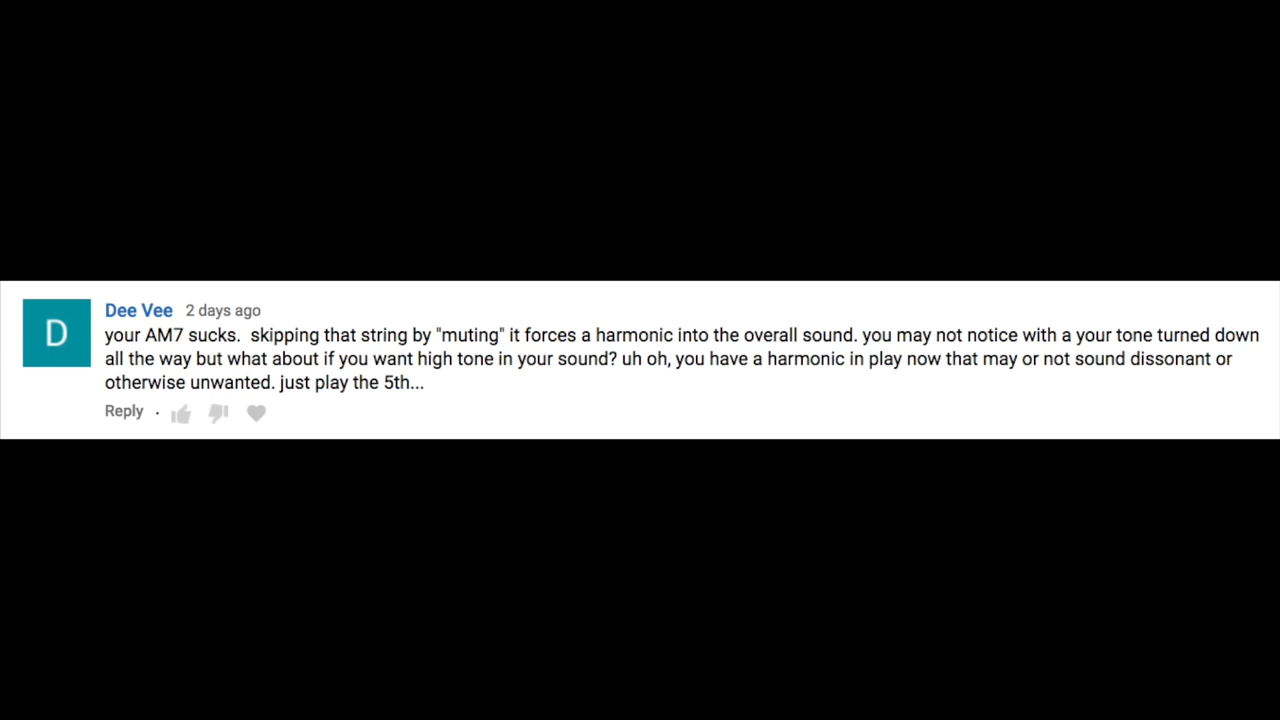 D
Dee Vee 2 days ago
your AM7 sucks.  skipping that string by "muting" it forces a harmonic into the overall sound. you may not notice with a your tone turned down
all the way but what about if you want high tone in your sound? uh oh, you have a harmonic in play now that may or not sound dissonant or
otherwise unwanted. just play the 5th...
Reply ·